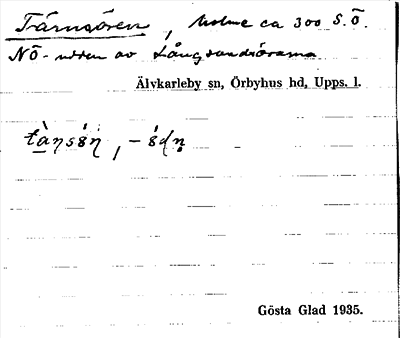 Tärnsören, holme ca 300 S.Ö.
NÖ-udden av Långsandsörarna
Älvkarleby sn, Örbyhus hd, Upps. l.
Gösta Glad 1935.